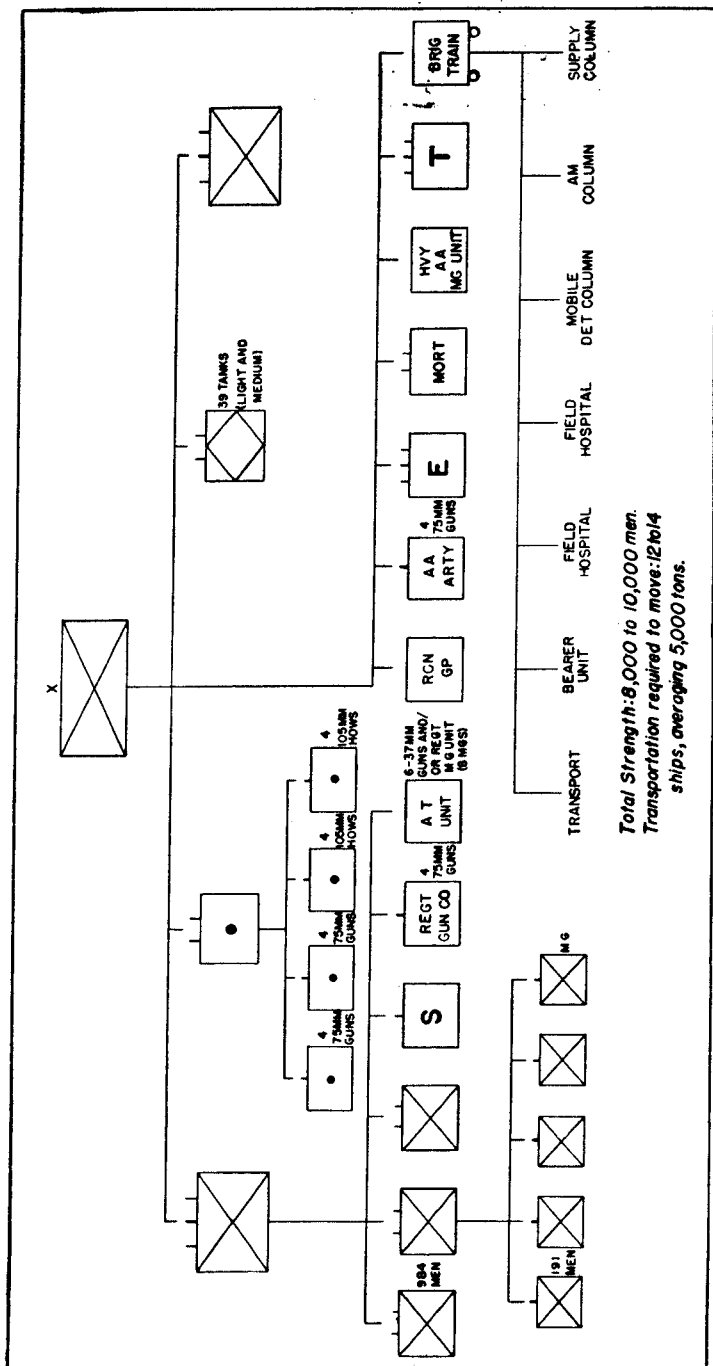 X
39 TANKS
(LIGHT AND
MEDIUM)
4
75MM
GUNS
4
75MM
GUNS
4
105MM
HOWS
4
105MM
HOWS
984
MEN
S
REGT
GUN CO
4
75MM
GUNS
A T
UNIT
6-37MM
GUNS AND/
OR REGT
M G UNIT
(8 MGS)
RCN
GP
AA
ARTY
4
75MM
GUNS
E
MORT
HVY
AA
MG UNIT
T
BRIG
TRAIN
191
MEN
MG
TRANSPORT
BEARER
UNIT
FIELD
HOSPITAL
FIELD
HOSPITAL
MOBILE
DET COLUMN
AM
COLUMN
SUPPLY
COLUMN
Total Strength: 8,000 to 10,000 men.
Transportation required to move: 12 to 14
ships, averaging 5,000 tons.